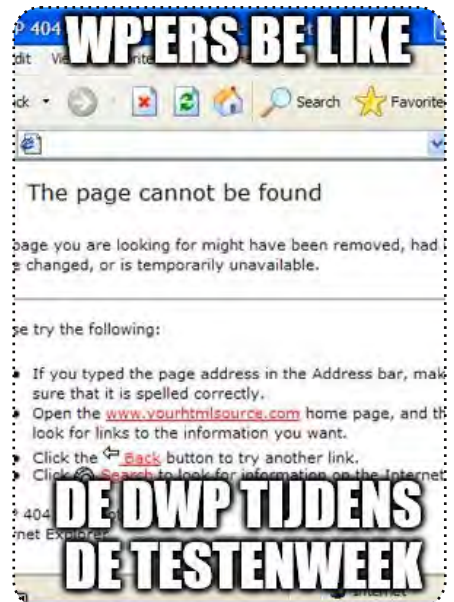 404
WP'ERS BE LIKE
Search
Favorite
The page cannot be found
page you are looking for might have been removed, had
changed, or is temporarily unavailable.
se try the following:
If you typed the page address in the Address bar, mak
sure that it is spelled correctly.
Open the www.yourhtmlsource.com home page, and th
look for links to the information you want.
Click the Back button to try another link.
Click Search to look for information on the Internet
404
net Explorer
DE DWP TIJDENS
DE TESTENWEEK
Internet